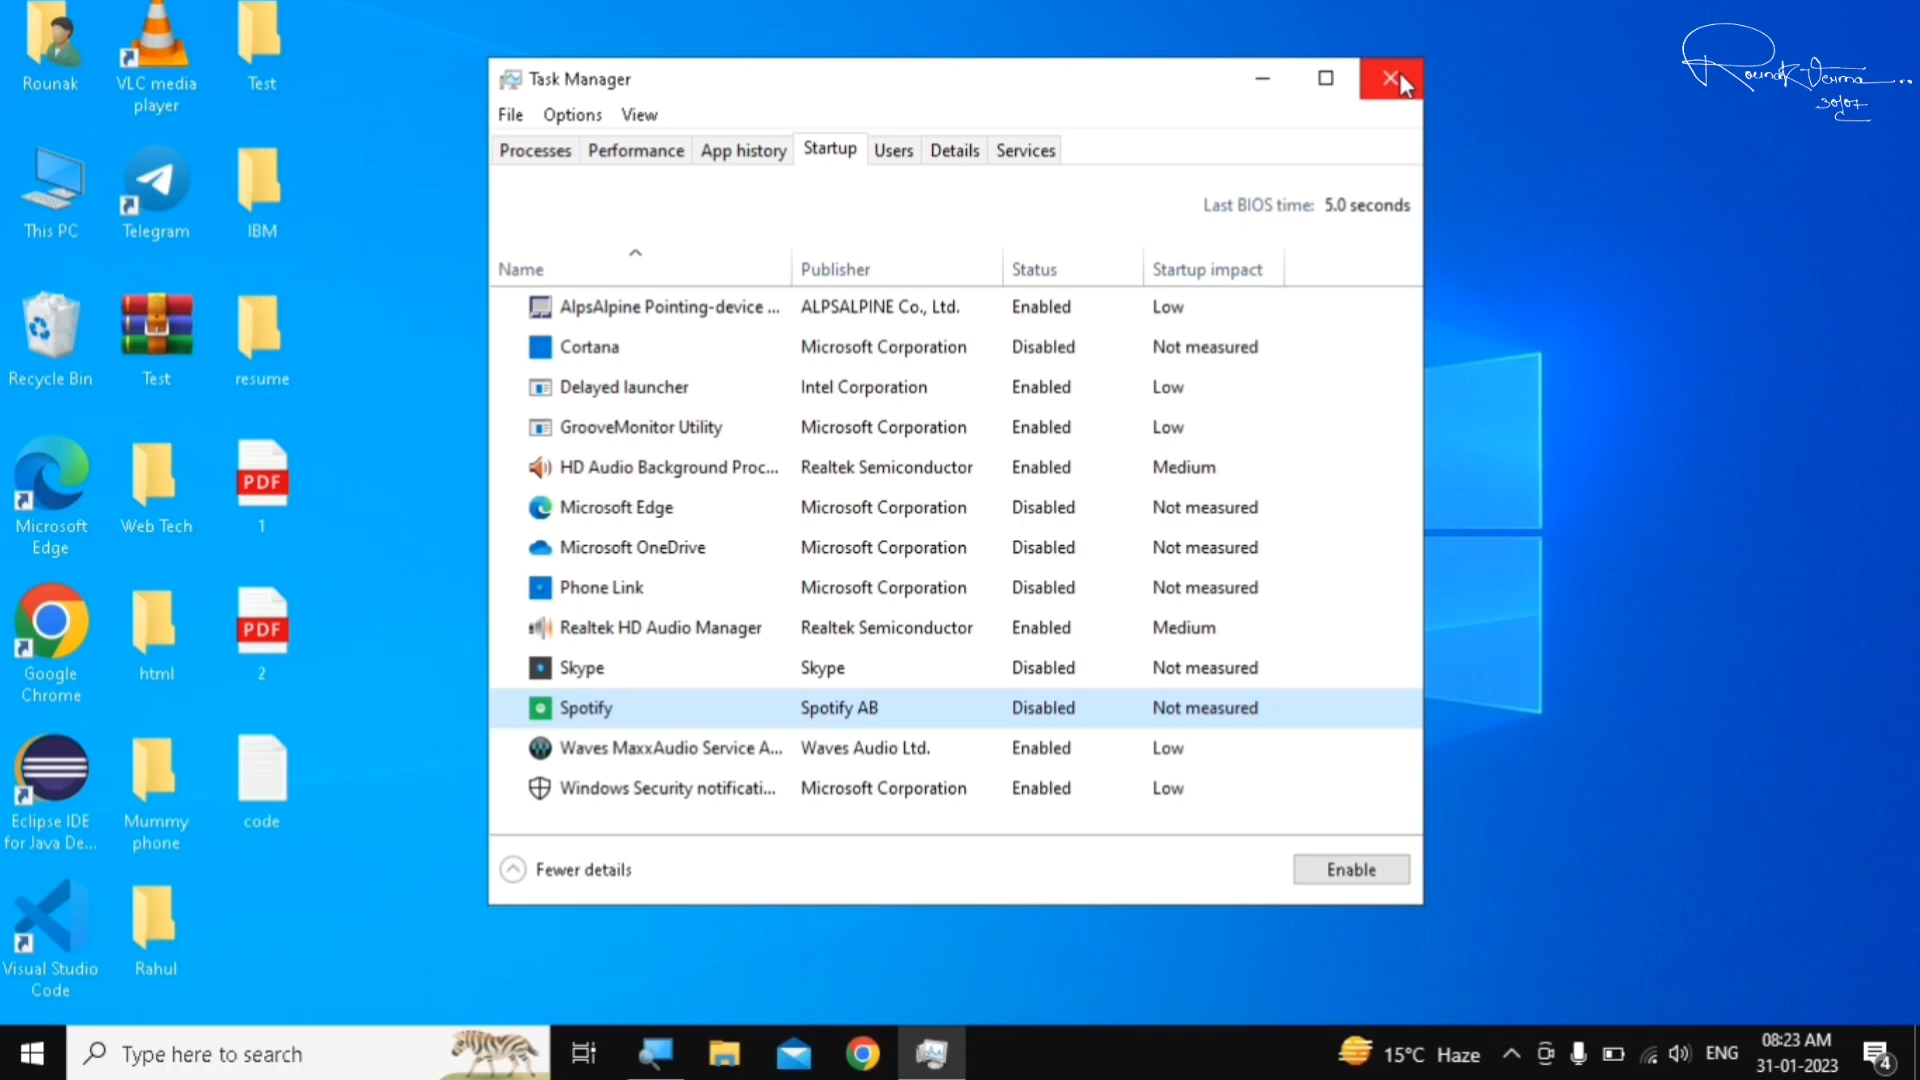 Rounak
VLC media
player
Test
Task Manager
Rounak Verma
30/07
File Options View
Processes Performance App history Startup Users Details Services
This PC
Telegram
IBM
Last BIOS time: 5.0 seconds
Name Publisher Status Startup impact
AlpsAlpine Pointing-device ... ALPSALPINE Co., Ltd. Enabled Low
Cortana Microsoft Corporation Disabled Not measured
Recycle Bin
Test
resume
Delayed launcher Intel Corporation Enabled Low
GrooveMonitor Utility Microsoft Corporation Enabled Low
HD Audio Background Proc... Realtek Semiconductor Enabled Medium
PDF
Microsoft Edge Microsoft Corporation Disabled Not measured
Microsoft
Edge
Web Tech
1
Microsoft OneDrive Microsoft Corporation Disabled Not measured
Phone Link Microsoft Corporation Disabled Not measured
Realtek HD Audio Manager Realtek Semiconductor Enabled Medium
PDF
Skype Skype Disabled Not measured
Google
Chrome
html
2
Spotify Spotify AB Disabled Not measured
Waves MaxxAudio Service A... Waves Audio Ltd. Enabled Low
Windows Security notificati... Microsoft Corporation Enabled Low
Eclipse IDE
for Java De...
Mummy
phone
code
Fewer details Enable
Visual Studio
Code
Rahul
Type here to search
15°C Haze
ENG
08:23 AM
31-01-2023
4